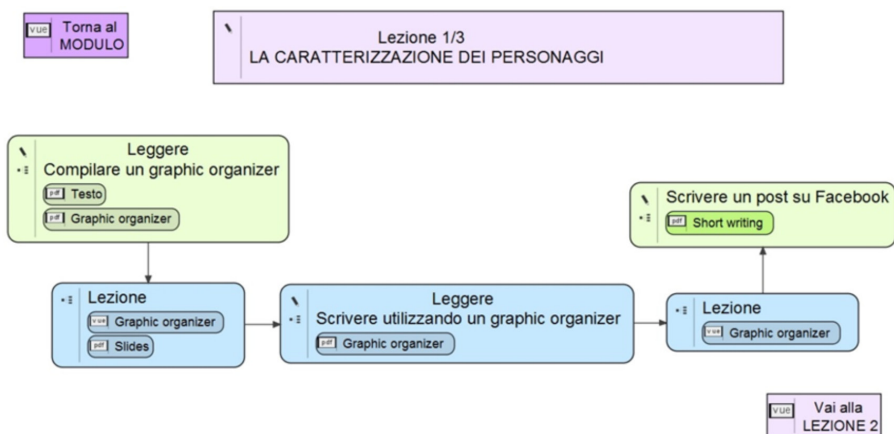 vue Torna al
MODULO
Lezione 1/3
LA CARATTERIZZAZIONE DEI PERSONAGGI
Leggere
Compilare un graphic organizer
pdf Testo
pdf Graphic organizer
Lezione
vue Graphic organizer
pdf Slides
Leggere
Scrivere utilizzando un graphic organizer
pdf Graphic organizer
Lezione
vue Graphic organizer
Scrivere un post su Facebook
pdf Short writing
vue Vai alla
LEZIONE 2